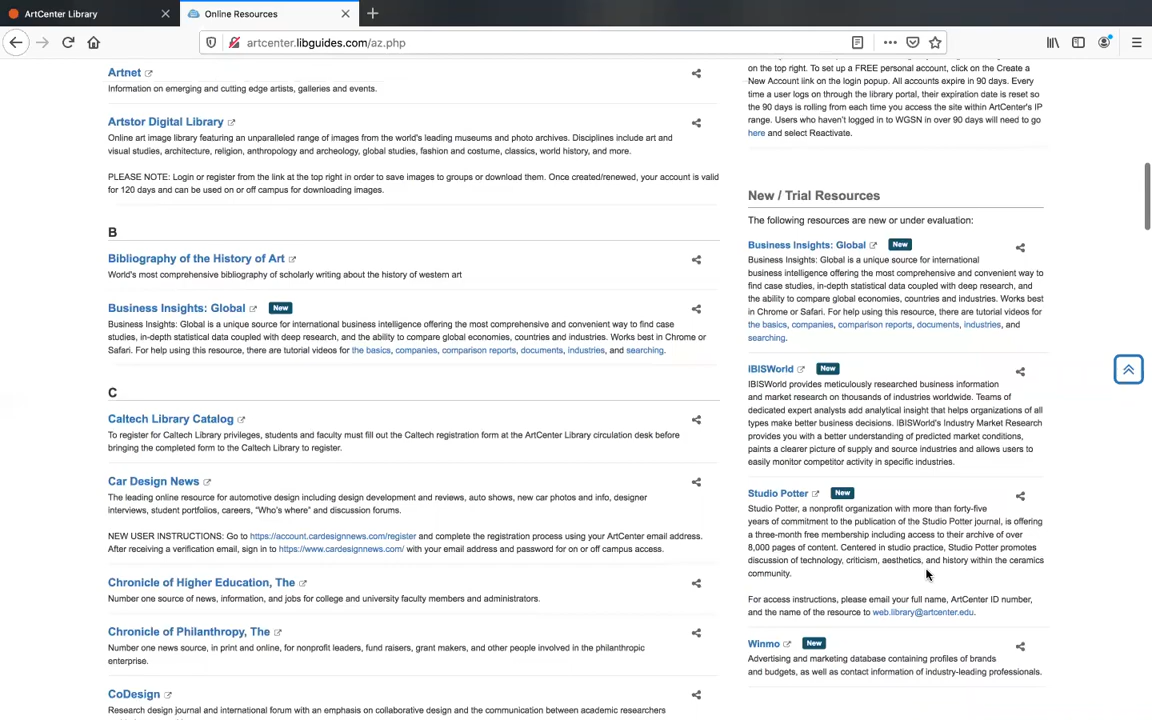 ArtCenter Library
Online Resources
artcenter.libguides.com/az.php
Artnet
Information on emerging and cutting edge artists, galleries and events.
Artstor Digital Library
Online art image library featuring an unparalleled range of images from the world's leading museums and photo archives. Disciplines include art and
visual studies, architecture, religion, anthropology and archeology, global studies, fashion and costume, classics, world history, and more.
PLEASE NOTE: Login or register from the link at the top right in order to save images to groups or download them. Once created/renewed, your account is valid
for 120 days and can be used on or off campus for downloading images.
B
Bibliography of the History of Art
World's most comprehensive bibliography of scholarly writing about the history of western art
Business Insights: Global New
Business Insights: Global is a unique source for international business intelligence offering the most comprehensive and convenient way to find case
studies, in-depth statistical data coupled with deep research, and the ability to compare global economies, countries and industries. Works best in Chrome or
Safari. For help using this resource, there are tutorial videos for the basics, companies, comparison reports, documents, industries, and searching.
C
Caltech Library Catalog
To register for Caltech Library privileges, students and faculty must fill out the Caltech registration form at the ArtCenter Library circulation desk before
bringing the completed form to the Caltech Library to register.
Car Design News
The leading online resource for automotive design including design development and reviews, auto shows, new car photos and info, designer
interviews, student portfolios, careers, "Who's where" and discussion forums.
NEW USER INSTRUCTIONS: Go to https://account.cardesignnews.com/register and complete the registration process using your ArtCenter email address.
After receiving a verification email, sign in to https://www.cardesignnews.com/ with your email address and password for on or off campus access.
Chronicle of Higher Education, The
Number one source of news, information, and jobs for college and university faculty members and administrators.
Chronicle of Philanthropy, The
Number one news source, in print and online, for nonprofit leaders, fund raisers, grant makers, and other people involved in the philanthropic
enterprise.
CoDesign
Research design journal and international forum with an emphasis on collaborative design and the communication between academic researchers
on the top right. To set up a FREE personal account, click on the Create a
New Account link on the login popup. All accounts expire in 90 days. Every
time a user logs on through the library portal, their expiration date is reset so
the 90 days is rolling from each time you access the site within ArtCenter's IP
range. Users who haven't logged in to WGSN in over 90 days will need to go
here and select Reactivate.
New / Trial Resources
The following resources are new or under evaluation:
Business Insights: Global New
Business Insights: Global is a unique source for international
business intelligence offering the most comprehensive and convenient way to
find case studies, in-depth statistical data coupled with deep research, and
the ability to compare global economies, countries and industries. Works best
in Chrome or Safari. For help using this resource, there are tutorial videos for
the basics, companies, comparison reports, documents, industries, and
searching.
IBISWorld New
IBISWorld provides meticulously researched business information
and market research on thousands of industries worldwide. Teams of
dedicated expert analysts add analytical insight that helps organizations of all
types make better business decisions. IBISWorld's Industry Market Research
provides you with a better understanding of predicted market conditions,
paints a clearer picture of supply and source industries and allows users to
easily monitor competitor activity in specific industries.
Studio Potter New
Studio Potter, a nonprofit organization with more than forty-five
years of commitment to the publication of the Studio Potter journal, is offering
a three-month free membership including access to their archive of over
8,000 pages of content. Centered in studio practice, Studio Potter promotes
discussion of technology, criticism, aesthetics, and history within the ceramics
community.
For access instructions, please email your full name, ArtCenter ID number,
and the name of the resource to web.library@artcenter.edu.
Winmo New
Advertising and marketing database containing profiles of brands
and budgets, as well as contact information of industry-leading professionals.